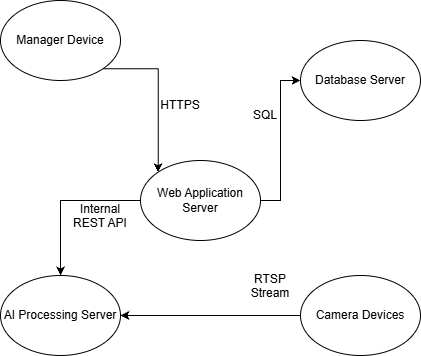 Manager Device
Database Server
HTTPS
SQL
Web Application
Server
Internal
REST API
RTSP
Stream
AI Processing Server
Camera Devices